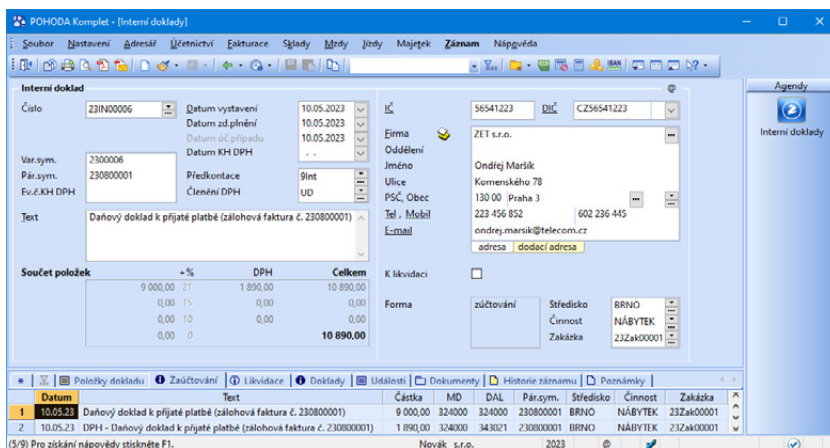 POHODA Komplet - [Interní doklady]
Soubor Nastavení Adresář Účetnictví Fakturace Sklady Mzdy Jízdy Majetek Záznam Nápověda
IBAN
Interní doklad @
Agendy
Interní doklady
Číslo 23IN00006
Datum vystavení 10.05.2023
Datum zd.plnění 10.05.2023
Datum úč.případu 10.05.2023
Datum KH DPH . .
Var.sym. 2300006
Pár.sym. 230800001
Ev.č.KH DPH
Předkontace 9Int
Členění DPH UD
Text Daňový doklad k přijaté platbě (zálohová faktura č. 230800001)
IČ 56541223 DIČ CZ56541223
Firma ZET s.r.o.
Oddělení
Jméno Ondřej Maršík
Ulice Komenského 78
PSČ, Obec 130 00 Praha 3
Tel , Mobil 223 456 852 602 236 445
E-mail ondrej.marsik@telecom.cz
adresa dodací adresa
Součet položek +% DPH Celkem
9 000,00 21 1 890,00 10 890,00
0,00 15 0,00 0,00
0,00 10 0,00 0,00
0,00 0 10 890,00
K likvidaci
Forma zúčtování
Středisko BRNO
Činnost NÁBYTEK
Zakázka 23Zak00001
* Položky dokladu Zaúčtování Likvidace Doklady Události Dokumenty Historie záznamu Poznámky
Datum Text Částka MD DAL Pár.sym. Středisko Činnost Zakázka
1 10.05.23 Daňový doklad k přijaté platbě (zálohová faktura č. 230800001) 9 000,00 324000 324000 230800001 BRNO NÁBYTEK 23Zak00001
2 10.05.23 DPH - Daňový doklad k přijaté platbě (zálohová faktura č. 230800001) 1 890,00 324000 343021 230800001 BRNO NÁBYTEK 23Zak00001
(5/9) Pro získání nápovědy stiskněte F1. Novák s.r.o. 2023 @